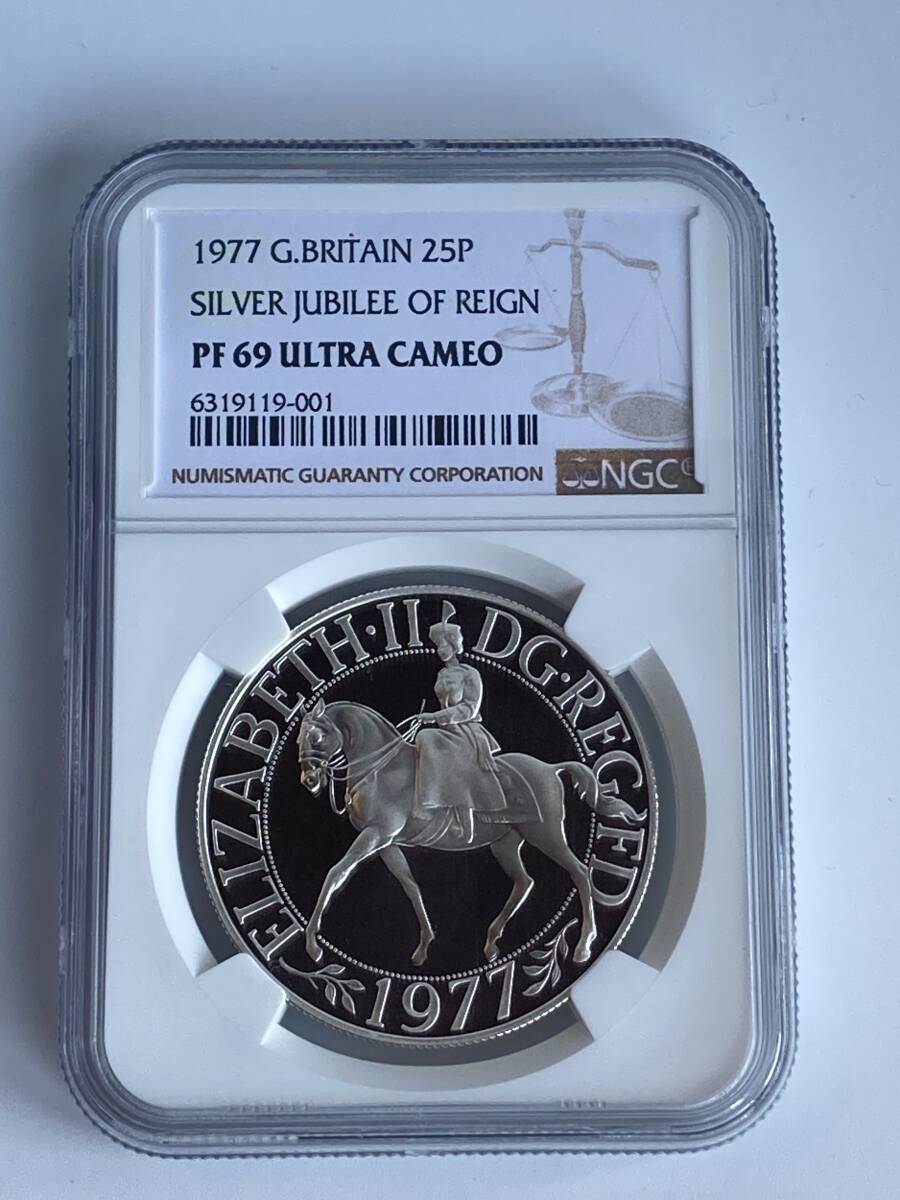 1977 G.BRITAIN 25P
SILVER JUBILEE OF REIGN
PF 69 ULTRA CAMEO
6319119-001
NUMISMATIC GUARANTY CORPORATION
NGC®
ELIZABETH·II DG·REG FD
1977